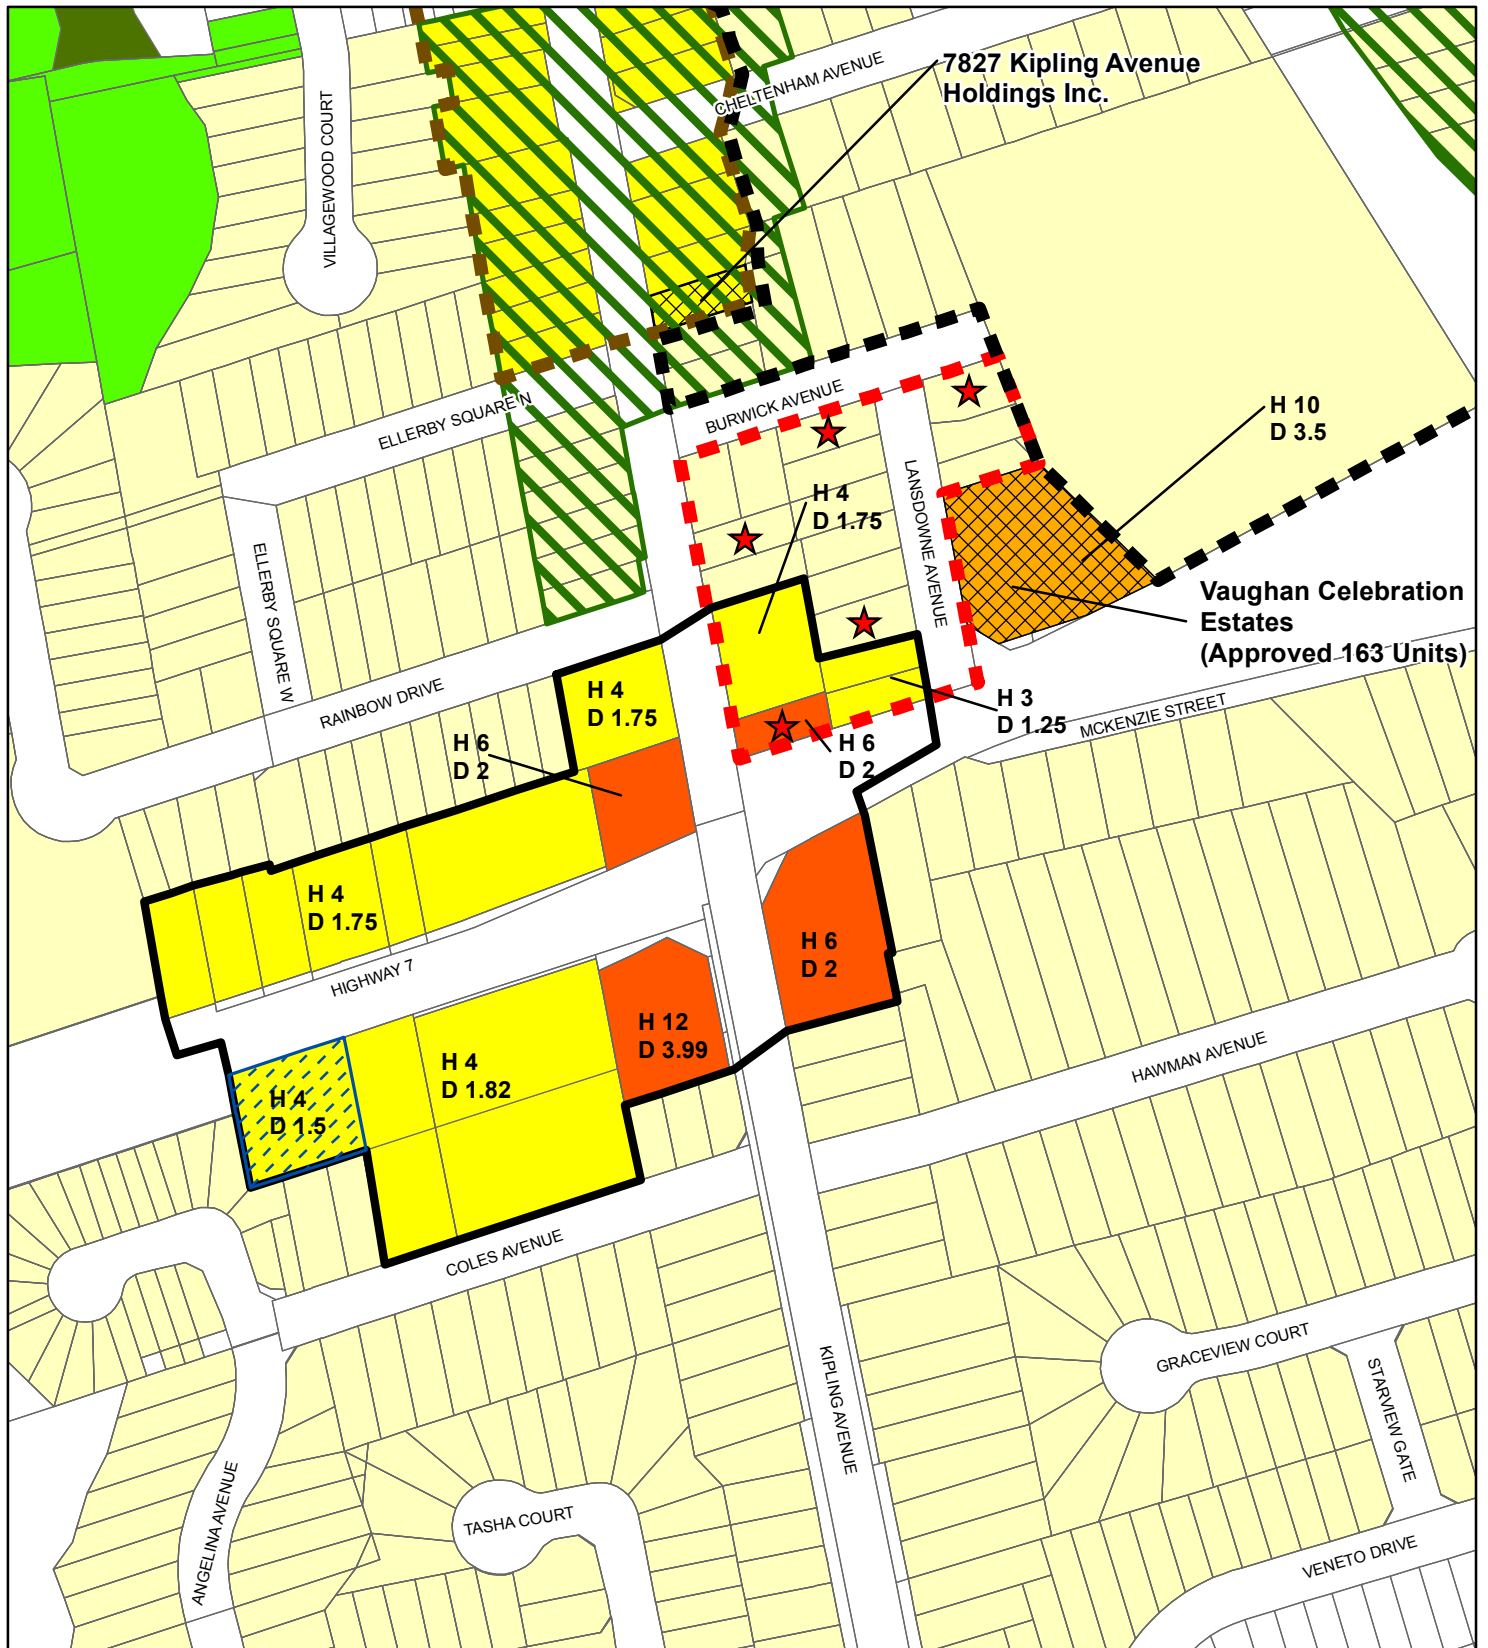 7827 Kipling Avenue
Holdings Inc.
CHELTENHAM AVENUE
VILLAGEWOOD COURT
BURWICK AVENUE
ELLERBY SQUARE N
H 10
D 3.5
H 4
D 1.75
LANSDOWNE AVENUE
ELLERBY SQUARE W
Vaughan Celebration
Estates
(Approved 163 Units)
RAINBOW DRIVE
H 4
D 1.75
H 3
D 1.25
MCKENZIE STREET
H 6
D 2
H 6
D 2
H 4
D 1.75
H 6
D 2
HIGHWAY 7
H 12
D 3.99
H 4
D 1.82
H 4
D 1.5
HAWMAN AVENUE
COLES AVENUE
KIPLING AVENUE
GRACEVIEW COURT
STARVIEW GATE
ANGELINA AVENUE
TASHA COURT
VENETO DRIVE